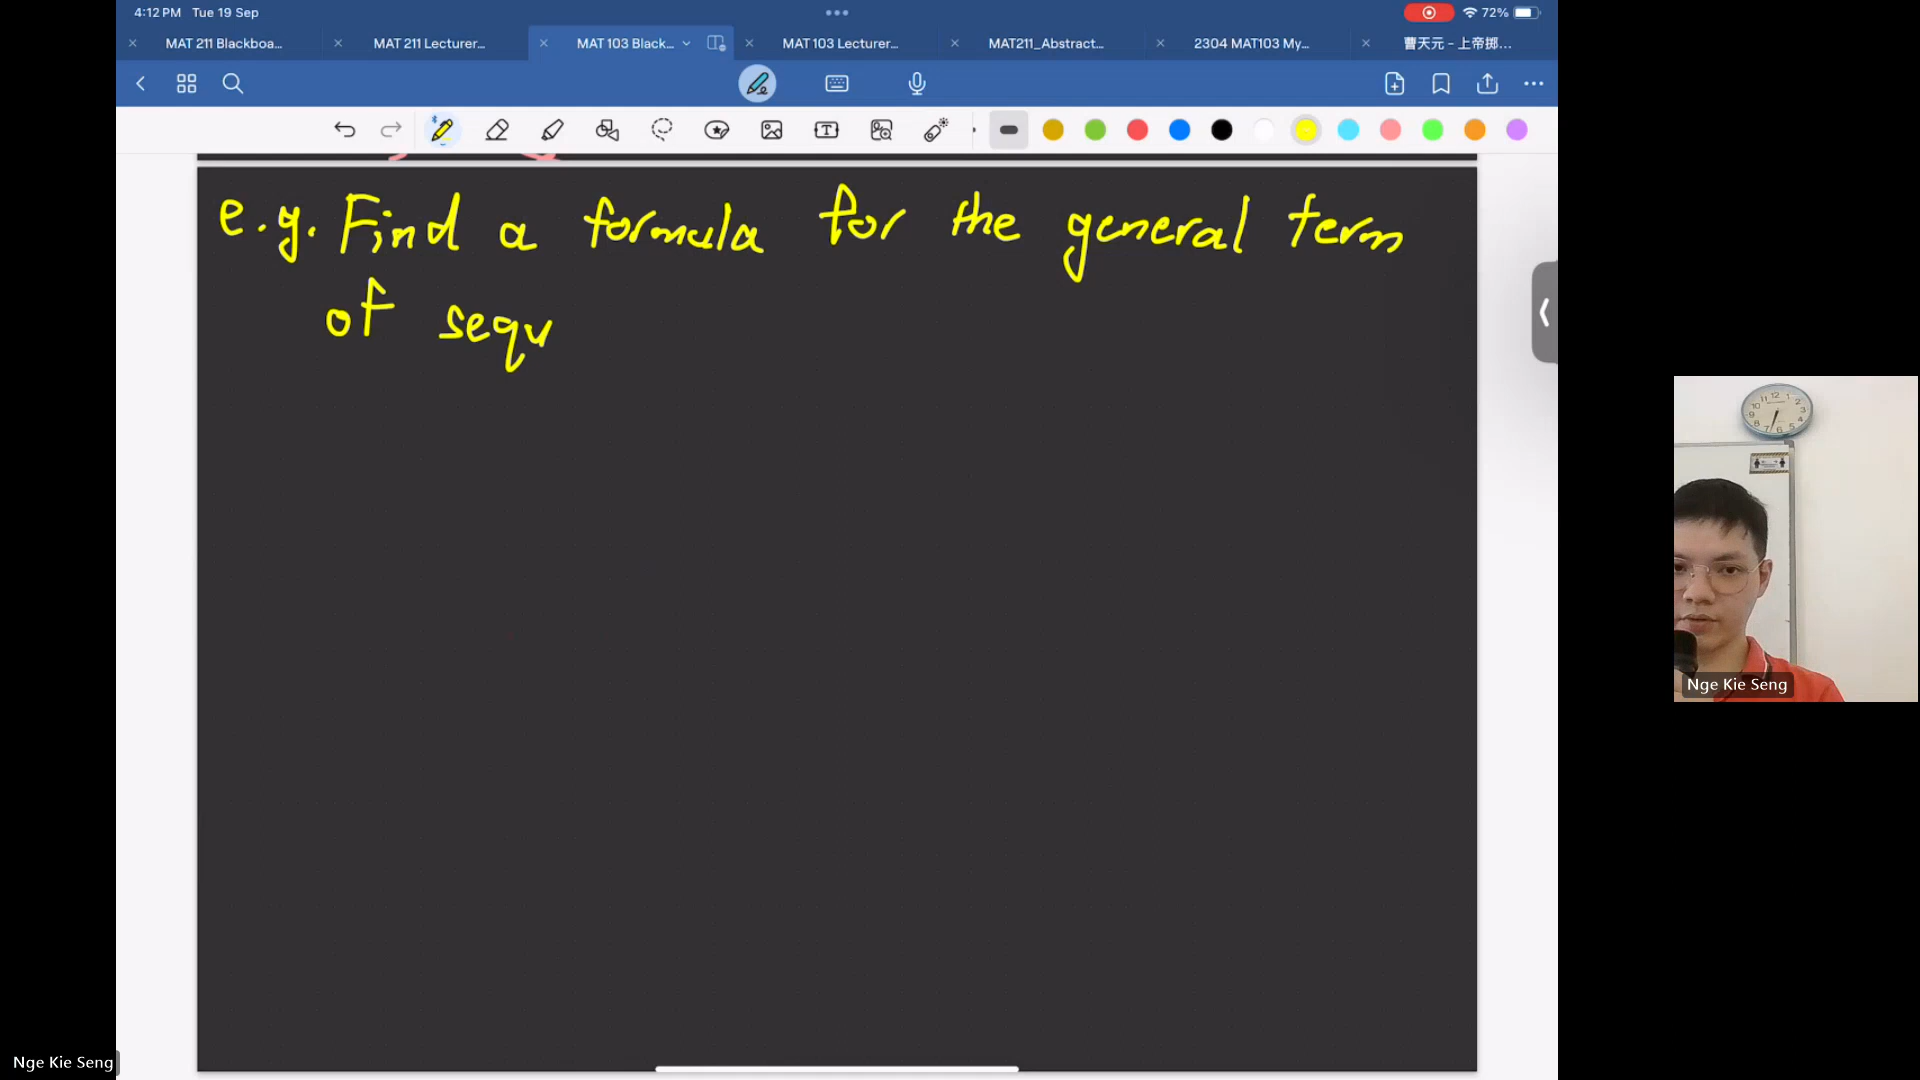 4:12 PM Tue 19 Sep
72%
MAT 211 Blackboa...
MAT 211 Lecturer...
MAT 103 Black...
MAT 103 Lecturer...
MAT211_Abstract...
2304 MAT103 My...
曹天元 - 上帝掷...
e.g. Find a formula for the general term
of sequ
Nge Kie Seng
Nge Kie Seng